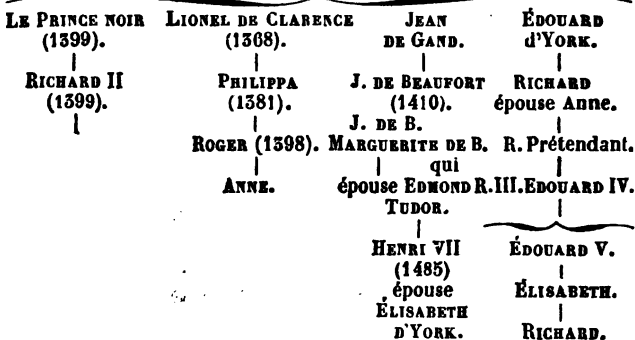 LE PRINCE NOIR LIONEL DE CLARENCE JEAN ÉDOUARD
(1399). (1368). DE GAND. d'YORK.
RICHARD II PHILIPPA J. DE BEAUFORT RICHARD
(1399). (1381). (1410). épouse Anne.
J. DE B.
ROGER (1398). MARGUERITE DE B. R. Prétendant.
qui
ANNE. épouse EDMOND R.III. EDOUARD IV.
TUDOR.
HENRI VII ÉDOUARD V.
(1485)
épouse ÉLISABETH.
ÉLISABETH
D'YORK. RICHARD.